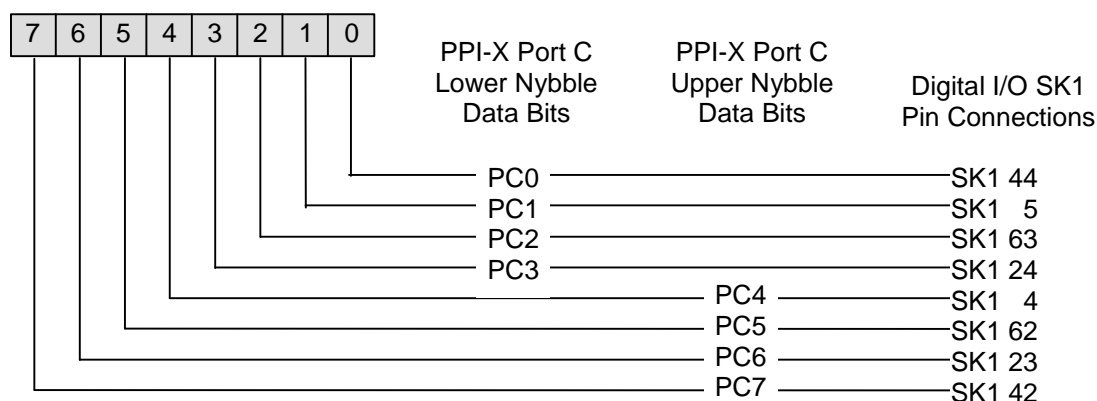 7 6 5 4 3 2 1 0
PPI-X Port C
Lower Nybble
Data Bits
PPI-X Port C
Upper Nybble
Data Bits
Digital I/O SK1
Pin Connections
PC0 SK1 44
PC1 SK1 5
PC2 SK1 63
PC3 SK1 24
PC4 SK1 4
PC5 SK1 62
PC6 SK1 23
PC7 SK1 42